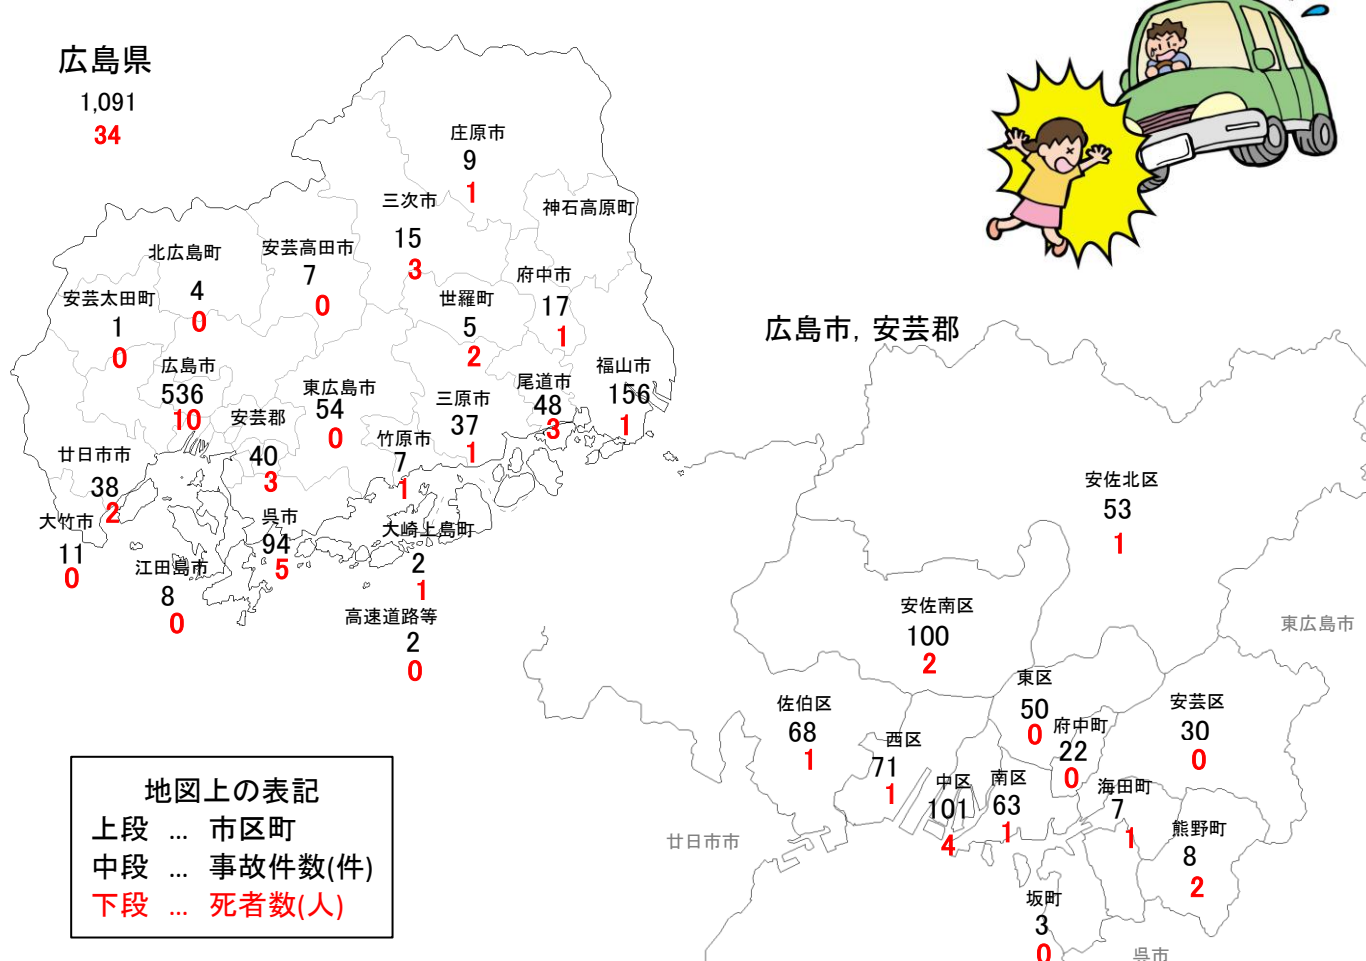 広島県
1,091
34
庄原市
9
1
三次市
15
3
神石高原町
北広島町
4
0
安芸高田市
7
0
府中市
17
1
安芸太田町
1
0
世羅町
5
2
広島市
536
10
東広島市
54
0
安芸郡
40
3
三原市
37
1
尾道市
48
3
福山市
156
1
竹原市
7
1
廿日市市
38
2
大竹市
11
0
呉市
94
5
江田島市
8
0
大崎上島町
2
1
高速道路等
2
0
地図上の表記
上段 … 市区町
中段 … 事故件数(件)
下段 … 死者数(人)
広島市, 安芸郡
安佐北区
53
1
安佐南区
100
2
東広島市
東区
50
0
佐伯区
68
1
西区
71
1
府中町
22
0
安芸区
30
0
中区
101
4
南区
63
1
海田町
7
1
熊野町
8
2
廿日市市
坂町
3
0
呉市